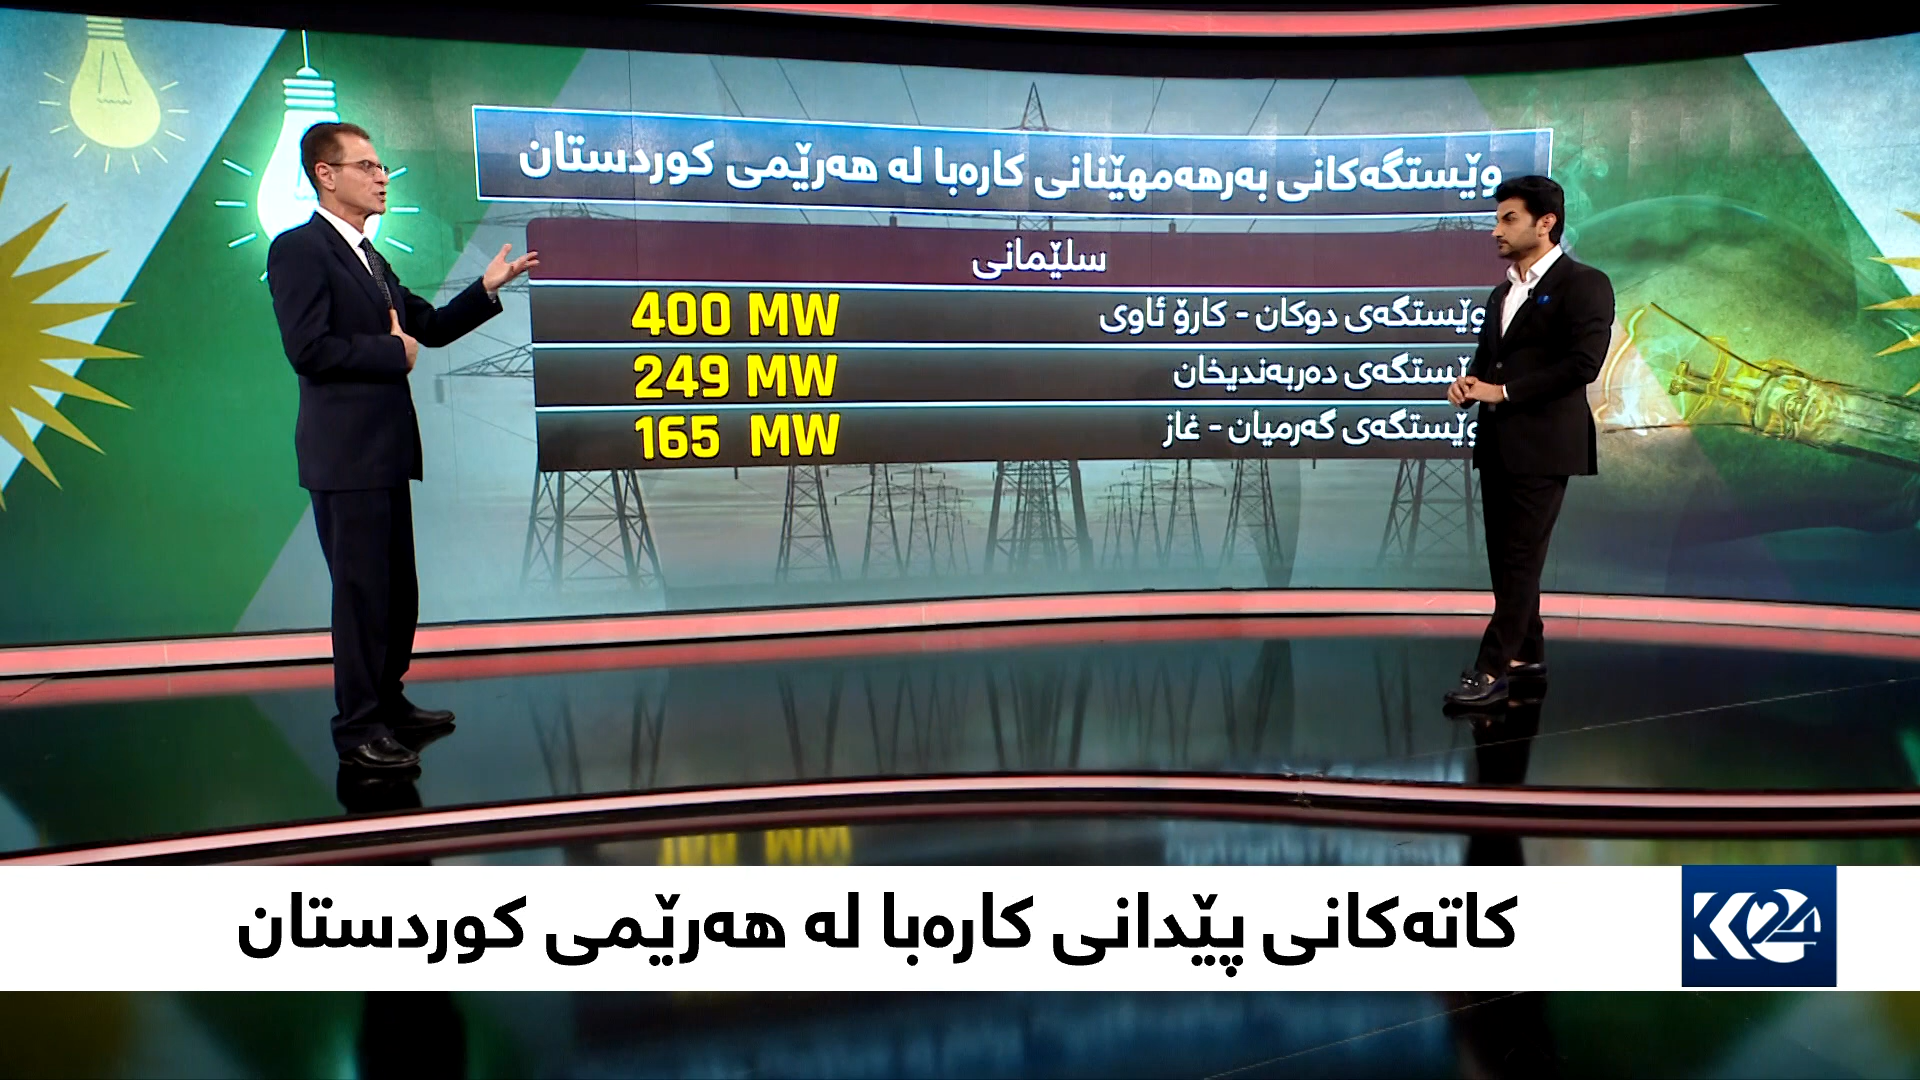 وێستگەکانی بەرهەمهێنانی کارەبا لە هەرێمی کوردستان
سلێمانی
وێستگەی دوکان - کارۆ ئاوی 400 MW
وێستگەی دەربەندیخان 249 MW
وێستگەی گەرمیان - غاز 165 MW
کاتەکانی پێدانی کارەبا لە هەرێمی کوردستان
K24